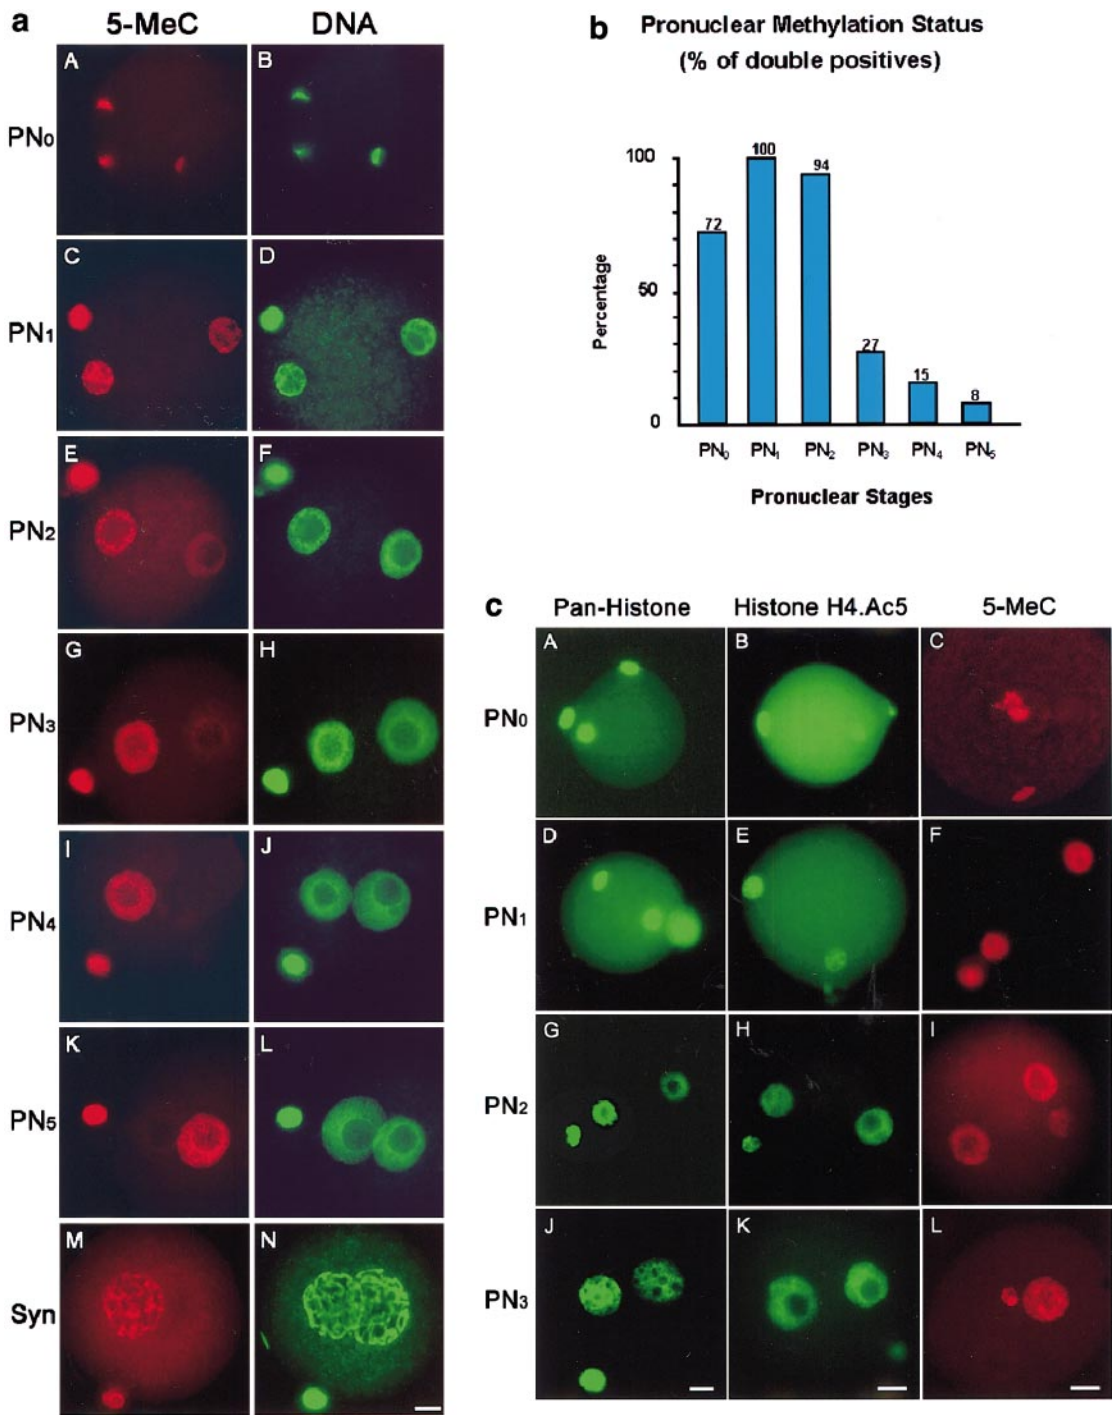 a
5-MeC
DNA
PN₀
A
B
PN₁
C
D
PN₂
E
F
PN₃
G
H
PN₄
I
J
PN₅
K
L
Syn
M
N
b
Pronuclear Methylation Status
(% of double positives)
Percentage
100
50
0
72
100
94
27
15
8
PN₀
PN₁
PN₂
PN₃
PN₄
PN₅
Pronuclear Stages
c
Pan-Histone
Histone H4.Ac5
5-MeC
PN₀
A
B
C
PN₁
D
E
F
PN₂
G
H
I
PN₃
J
K
L